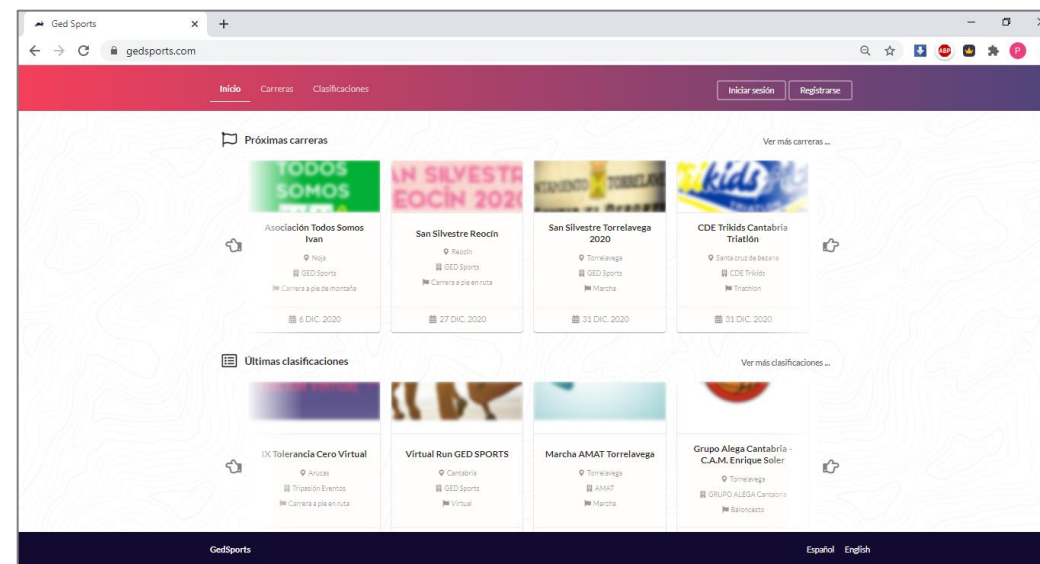 Ged Sports
gedsports.com
ABP
P
Inicio Carreras Clasificaciones
Iniciar sesión Registrarse
Próximas carreras
Ver más carreras ...
TODOS
SOMOS
AN SILVESTR
EOCÍN 2020
TORRELAVE
kids
TRIATLON
Asociación Todos Somos
Ivan
Noja
GED Sports
Carrera a pie de montaña
6 DIC. 2020
San Silvestre Reocín
Reocín
GED Sports
Carrera a pie en ruta
27 DIC. 2020
San Silvestre Torrelavega
2020
Torrelavega
GED Sports
Marcha
31 DIC. 2020
CDE Trikids Cantabria
Triatlón
Santa cruz de bezana
CDE Trikids
Triathlon
31 DIC. 2020
Últimas clasificaciones
Ver más clasificaciones ...
IX Tolerancia Cero Virtual
Arucas
Tripasión Eventos
Carrera a pie en ruta
Virtual Run GED SPORTS
Cantabria
GED Sports
Virtual
Marcha AMAT Torrelavega
Torrelavega
AMAT
Marcha
Grupo Alega Cantabria -
C.A.M. Enrique Soler
Torrelavega
GRUPO ALEGA Cantabria
Baloncesto
GedSports
Español English